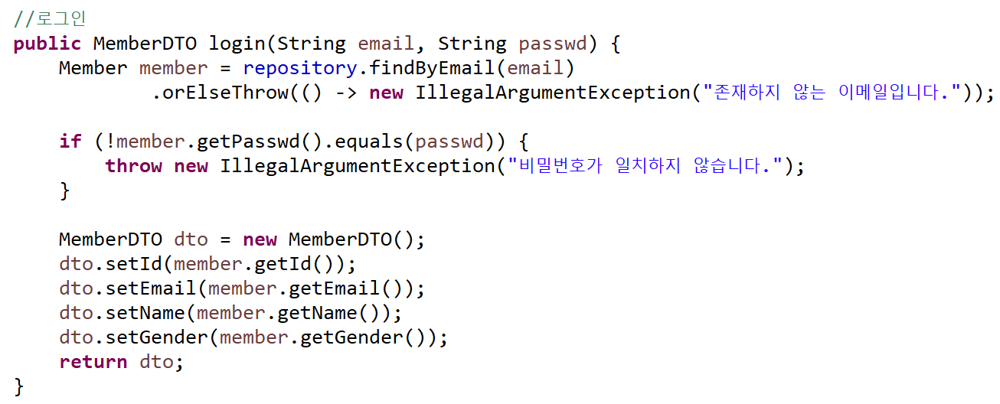 //로그인
public MemberDTO login(String email, String passwd) {
    Member member = repository.findByEmail(email)
            .orElseThrow(() -> new IllegalArgumentException("존재하지 않는 이메일입니다."));

    if (!member.getPasswd().equals(passwd)) {
        throw new IllegalArgumentException("비밀번호가 일치하지 않습니다.");
    }

    MemberDTO dto = new MemberDTO();
    dto.setId(member.getId());
    dto.setEmail(member.getEmail());
    dto.setName(member.getName());
    dto.setGender(member.getGender());
    return dto;
}